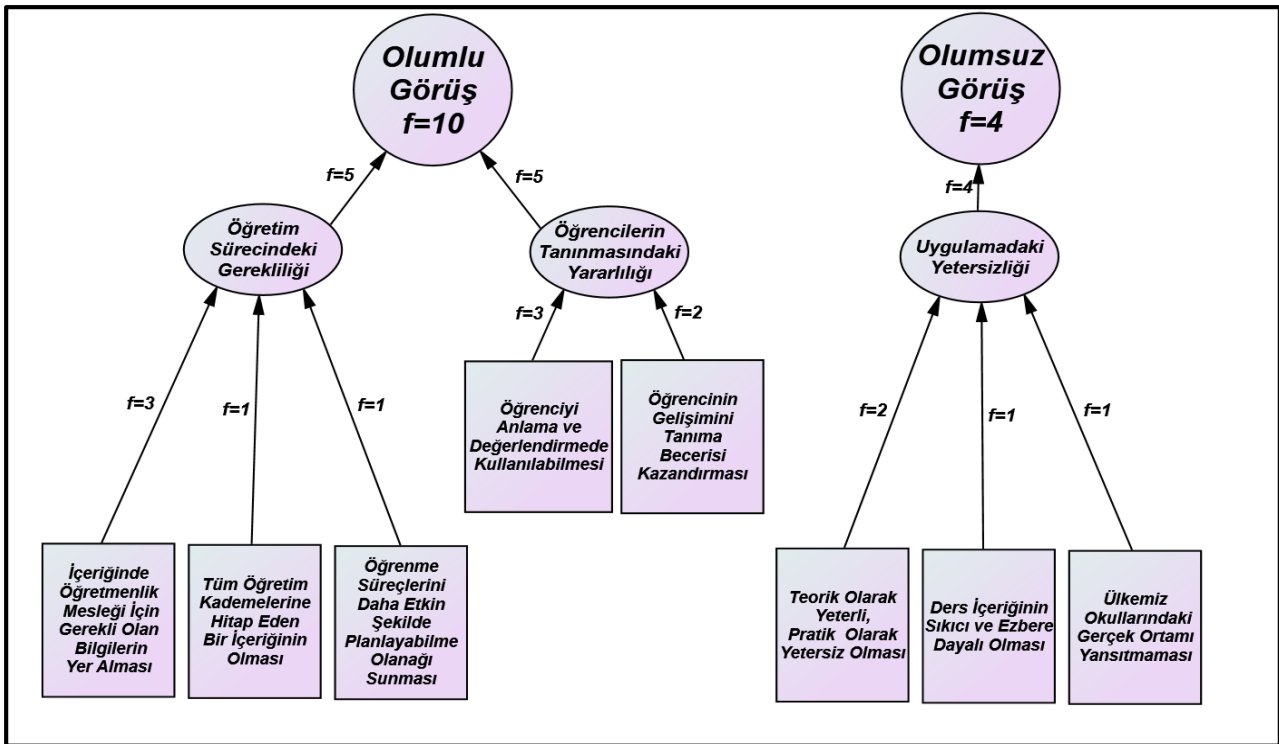 Olumlu
Görüş
f=10
Olumsuz
Görüş
f=4
f=5
f=5
f=4
Öğretim
Sürecindeki
Gerekliliği
Öğrencilerin
Tanınmasındaki
Yararlılığı
Uygulamadaki
Yetersizliği
f=3
f=1
f=1
f=3
f=2
f=2
f=1
f=1
Öğrenciyi
Anlama ve
Değerlendirmede
Kullanılabilmesi
Öğrencinin
Gelişimini
Tanıma
Becerisi
Kazandırması
İçeriğinde
Öğretmenlik
Mesleği İçin
Gerekli Olan
Bilgilerin
Yer Alması
Tüm Öğretim
Kademelerine
Hitap Eden
Bir İçeriğinin
Olması
Öğrenme
Süreçlerini
Daha Etkin
Şekilde
Planlayabilme
Olanağı
Sunması
Teorik Olarak
Yeterli,
Pratik Olarak
Yetersiz Olması
Ders İçeriğinin
Sıkıcı ve Ezbere
Dayalı Olması
Ülkemiz
Okullarındaki
Gerçek Ortamı
Yansıtmaması